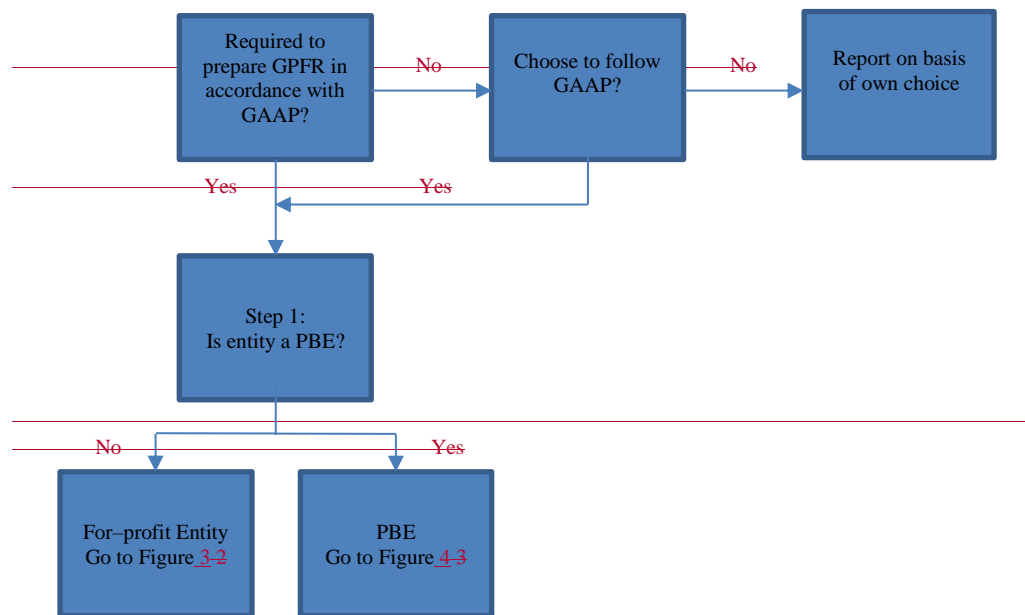 Required to
prepare GPFR in
accordance with
GAAP?
No
Choose to follow
GAAP?
No
Report on basis
of own choice
Yes
Yes
Step 1:
Is entity a PBE?
No
Yes
For–profit Entity
Go to Figure 3 2
PBE
Go to Figure 4 3